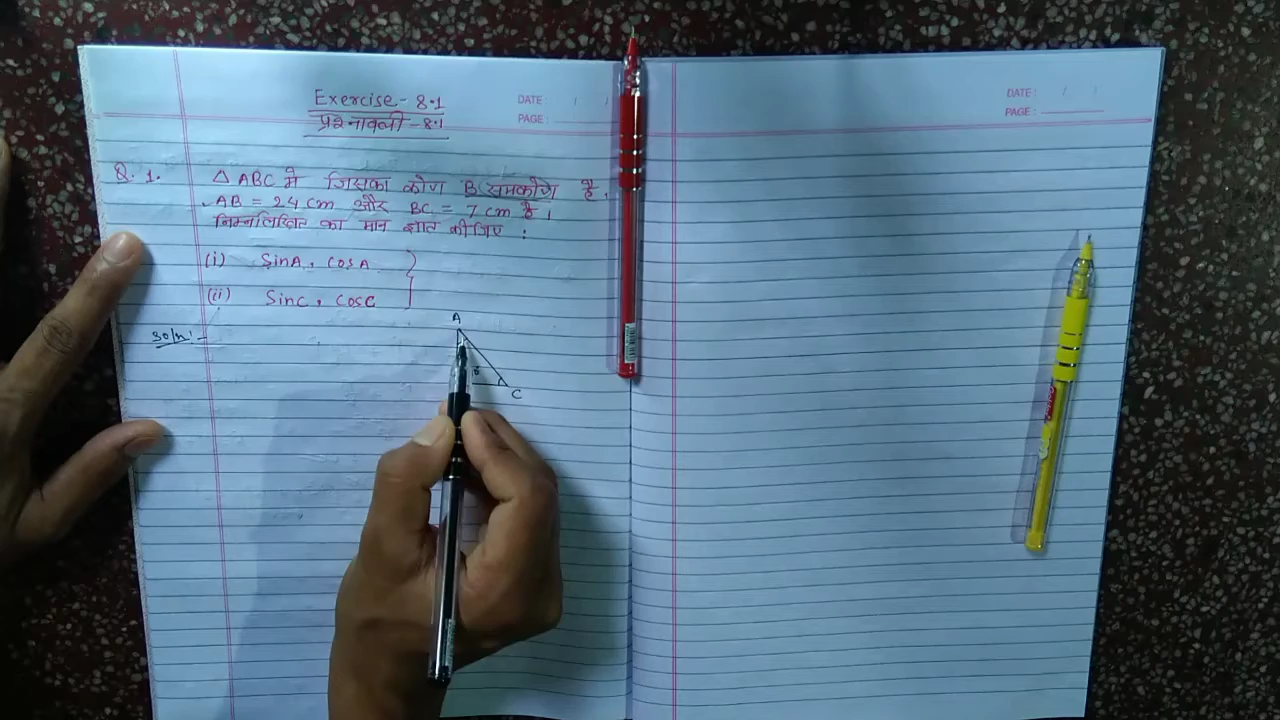 Exercise - 8.1
प्रश्नावली - 8.1
DATE : / /
PAGE :
Q. 1. △ ABC में जिसका कोण B समकोण है,
AB = 24 cm और BC = 7 cm है।
निम्नलिखित का मान ज्ञात कीजिए :
(i) SinA, CosA
(ii) SinC, CosC
Soln:-
A
C
DATE : / /
PAGE :